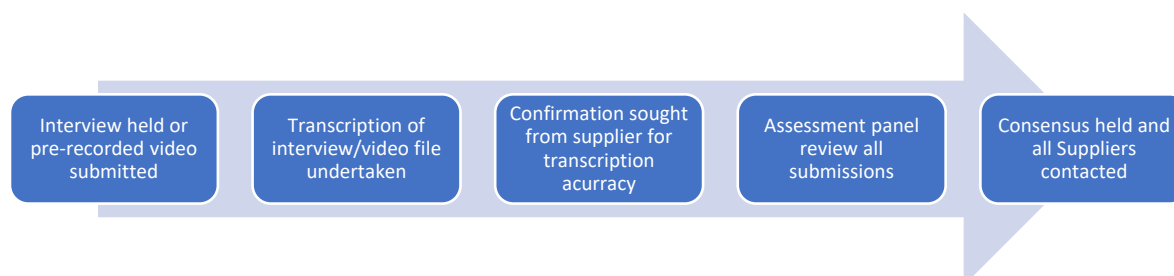 Interview held or
pre-recorded video
submitted
Transcription of
interview/video file
undertaken
Confirmation sought
from supplier for
transcription
acurracy
Assessment panel
review all
submissions
Consensus held and
all Suppliers
contacted